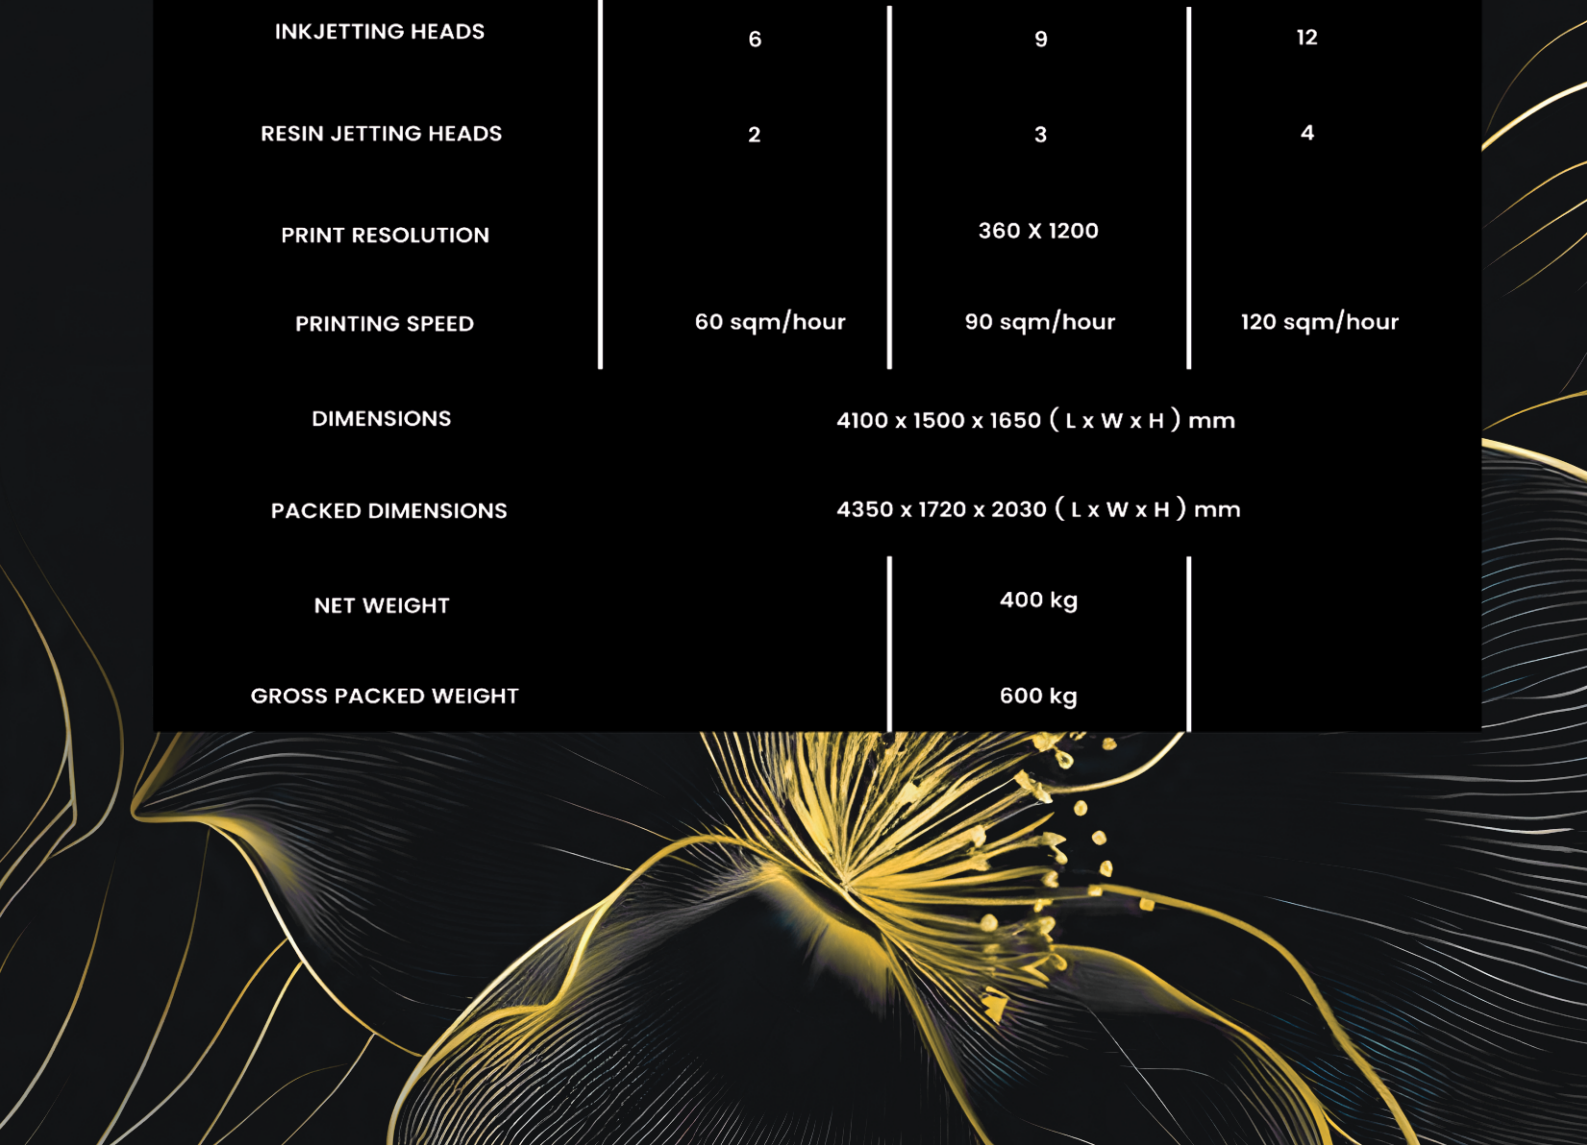 INKJETTING HEADS 6 9 12
RESIN JETTING HEADS 2 3 4
PRINT RESOLUTION 360 X 1200
PRINTING SPEED 60 sqm/hour 90 sqm/hour 120 sqm/hour
DIMENSIONS 4100 x 1500 x 1650 ( L x W x H ) mm
PACKED DIMENSIONS 4350 x 1720 x 2030 ( L x W x H ) mm
NET WEIGHT 400 kg
GROSS PACKED WEIGHT 600 kg